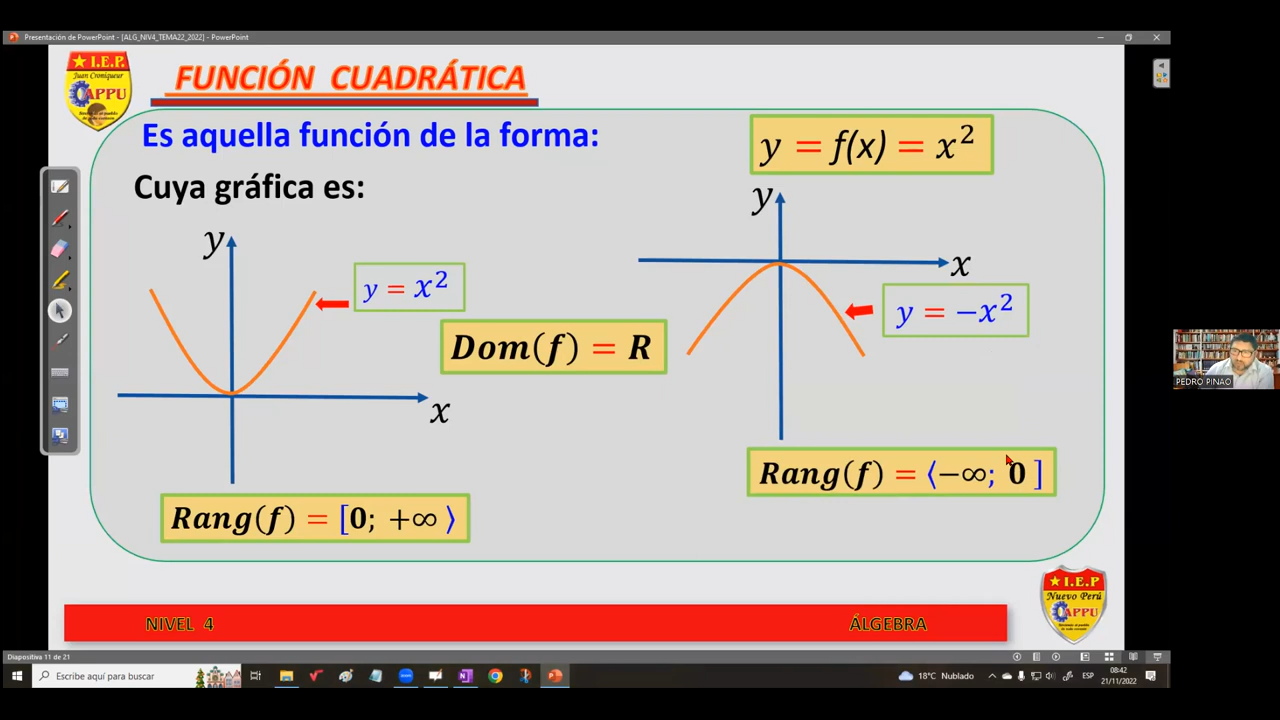 Presentación de PowerPoint - [ALG_NIV4_TEMA22_2022] - PowerPoint
I.E.P.
Juan Croniqueur
APPU
FUNCIÓN CUADRÁTICA
Es aquella función de la forma:
y = f(x) = x²
Cuya gráfica es:
y
y
x
y = x²
y = −x²
Dom(f) = R
x
Rang(f) = ⟨−∞; 0 ]
Rang(f) = [0; +∞ ⟩
PEDRO PINAO
I.E.P
Nuevo Perú
APPU
NIVEL 4
ÁLGEBRA
Diapositiva 11 de 21
Escribe aquí para buscar
18°C Nublado
ESP
08:42
21/11/2022